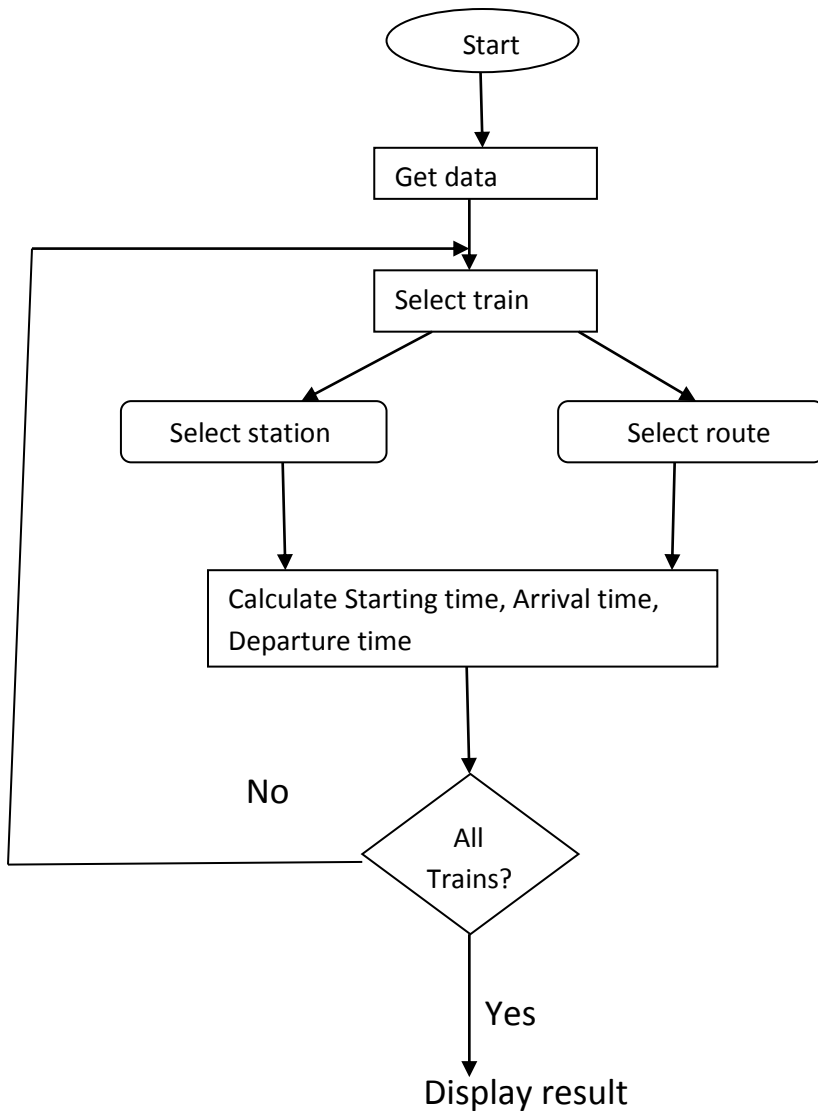 Start
Get data
Select train
Select station
Select route
Calculate Starting time, Arrival time,
Departure time
No
All
Trains?
Yes
Display result